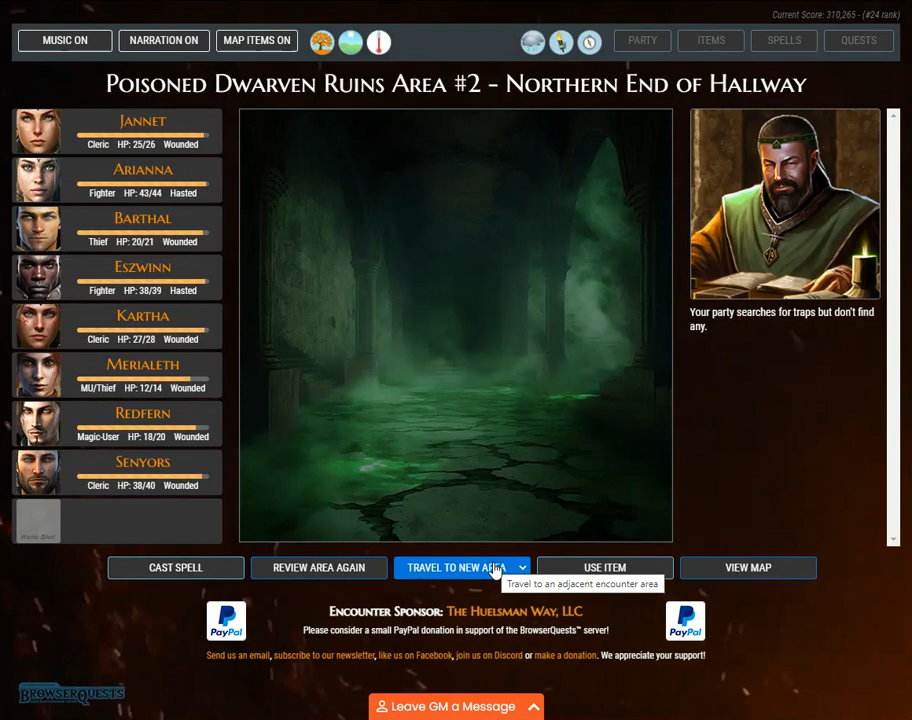 Current Score: 310,265 - (#24 rank)
MUSIC ON
NARRATION ON
MAP ITEMS ON
PARTY
ITEMS
SPELLS
QUESTS
Poisoned Dwarven Ruins Area #2 - Northern End of Hallway
Jannet
Cleric HP: 25/26 Wounded
Arianna
Fighter HP: 43/44 Hasted
Barthal
Thief HP: 20/21 Wounded
Eszwinn
Fighter HP: 38/39 Hasted
Kartha
Cleric HP: 27/28 Wounded
Merialeth
MU/Thief HP: 12/14 Wounded
Redfern
Magic-User HP: 18/20 Wounded
Senyors
Cleric HP: 38/40 Wounded
Hero Slot
Your party searches for traps but don't find
any.
CAST SPELL
REVIEW AREA AGAIN
TRAVEL TO NEW AREA
USE ITEM
VIEW MAP
Travel to an adjacent encounter area
PayPal
Encounter Sponsor: The Huelsman Way, LLC
Please consider a small PayPal donation in support of the BrowserQuests™ server!
PayPal
Send us an email, subscribe to our newsletter, like us on Facebook, join us on Discord or make a donation. We appreciate your support!
BrowserQuests
Leave GM a Message